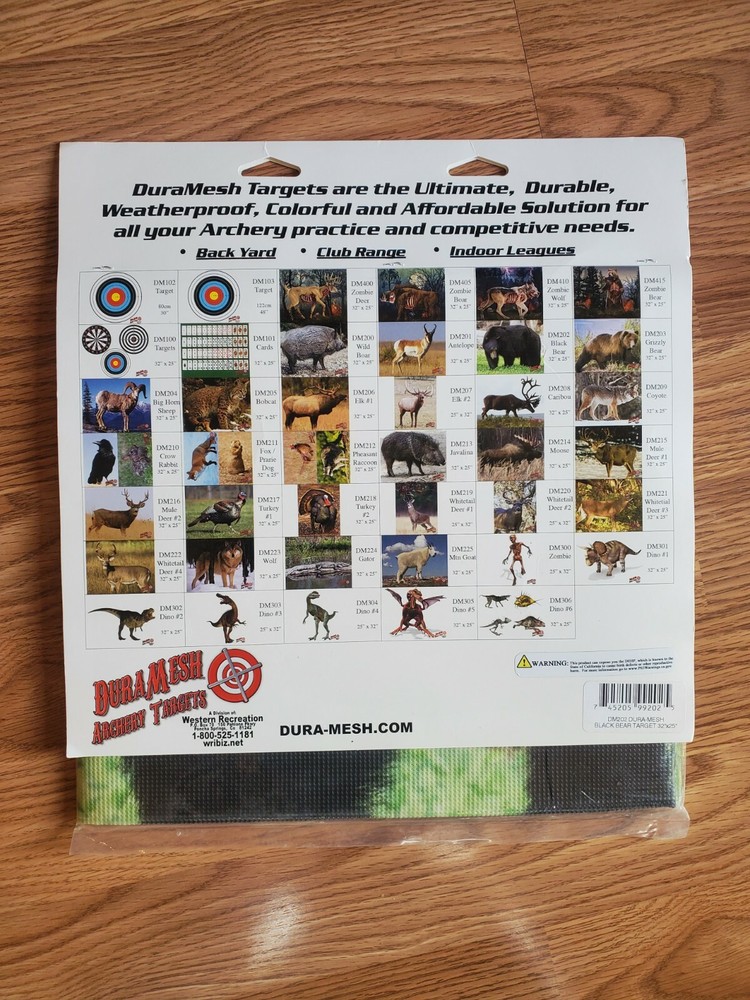 DuraMesh Targets are the Ultimate, Durable,
Weatherproof, Colorful and Affordable Solution for
all your Archery practice and competitive needs.
• Back Yard • Club Range • Indoor Leagues
DM102
Target
DM103
Target
DM400
Zombie
Deer
32" x 25"
DM405
Zombie
Bear
32" x 25"
DM410
Zombie
Wolf
32" x 25"
DM415
Zombie
Bear
32" x 25"
DM100
Targets
32" x 25"
DM101
Cards
32" x 25"
DM200
Wild
Boar
32" x 25"
DM201
Antelope
32" x 25"
DM202
Black
Bear
32" x 25"
DM203
Grizzly
Bear
32" x 25"
DM204
Big Horn
Sheep
32" x 25"
DM205
Bobcat
32" x 25"
DM206
Elk #1
32" x 25"
DM207
Elk #2
25" x 32"
DM208
Caribou
32" x 25"
DM209
Coyote
32" x 25"
DM210
Crow
Rabbit
32" x 25"
DM211
Fox /
Prairie
Dog
32" x 25"
DM212
Pheasant
Raccoon
32" x 25"
DM213
Javalina
32" x 25"
DM214
Moose
32" x 25"
DM215
Mule
Deer #1
32" x 25"
DM216
Mule
Deer #2
32" x 25"
DM217
Turkey
#1
32" x 25"
DM218
Turkey
#2
DM219
Whitetail
Deer #1
25" x 32"
DM220
Whitetail
Deer #2
DM221
Whitetial
Deer #3
32" x 25"
DM222
Whitetail
Deer #4
32" x 25"
DM223
Wolf
32" x 25"
DM224
Gator
32" x 25"
DM225
Mtn Goat
32" x 25"
DM300
Zombie
25" x 32"
DM301
Dino #1
32" x 25"
DM302
Dino #2
32" x 25"
DM303
Dino #3
25" x 32"
DM304
Dino #4
25" x 32"
DM305
Dino #5
32" x 25"
DM306
Dino #6
32" x 25"
DURAMESH
ARCHERY TARGETS
A Division of:
Western Recreation
1-800-525-1181
wribiz.net
DURA-MESH.COM
WARNING:
7 45205 99202 5
DM202 DURA-MESH
BLACK BEAR TARGET 32"x25"